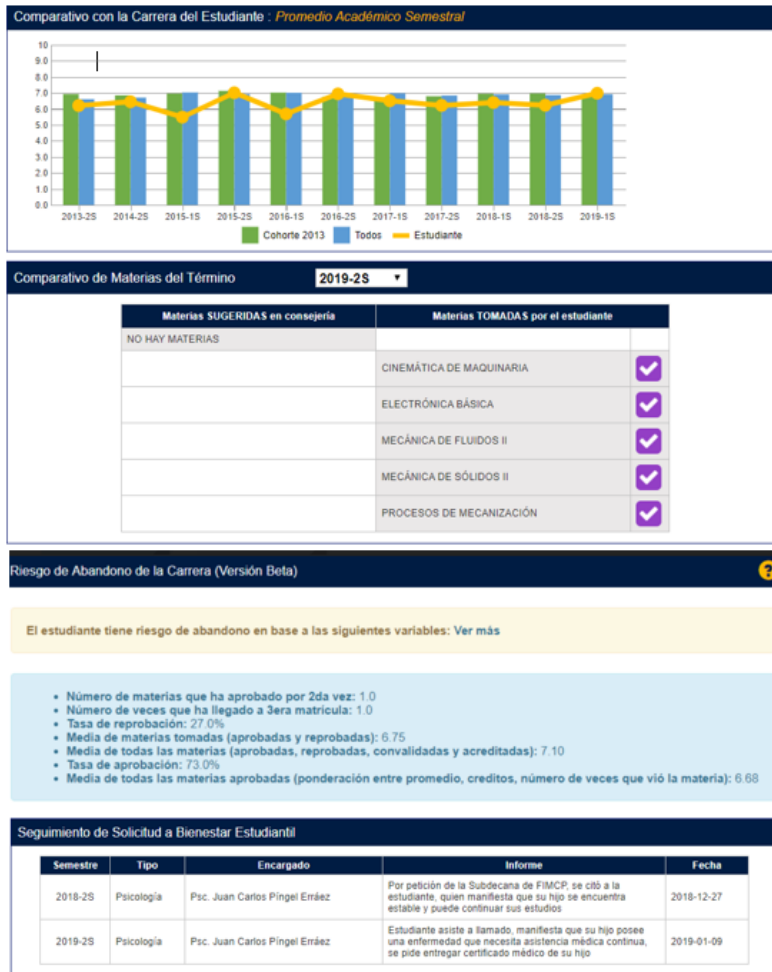 Comparativo con la Carrera del Estudiante : Promedio Académico Semestral
10
9.0
8.0
7.0
6.0
5.0
4.0
3.0
2.0
1.0
0.0
2013-2S 2014-2S 2015-1S 2015-2S 2016-1S 2016-2S 2017-1S 2017-2S 2018-1S 2018-2S 2019-1S
Cohorte 2013 Todos Estudiante
Comparativo de Materias del Término 2019-2S
Materias SUGERIDAS en consejería Materias TOMADAS por el estudiante
NO HAY MATERIAS
CINEMÁTICA DE MAQUINARIA
ELECTRÓNICA BÁSICA
MECÁNICA DE FLUIDOS II
MECÁNICA DE SÓLIDOS II
PROCESOS DE MECANIZACIÓN
Riesgo de Abandono de la Carrera (Versión Beta) ?
El estudiante tiene riesgo de abandono en base a las siguientes variables: Ver más
• Número de materias que ha aprobado por 2da vez: 1.0
• Número de veces que ha llegado a 3era matrícula: 1.0
• Tasa de reprobación: 27.0%
• Media de materias tomadas (aprobadas y reprobadas): 6.75
• Media de todas las materias (aprobadas, reprobadas, convalidadas y acreditadas): 7.10
• Tasa de aprobación: 73.0%
• Media de todas las materias aprobadas (ponderación entre promedio, creditos, número de veces que vió la materia): 6.68
Seguimiento de Solicitud a Bienestar Estudiantil
Semestre Tipo Encargado Informe Fecha
2018-2S Psicología Psc. Juan Carlos Píngel Erráez Por petición de la Subdecana de FIMCP, se citó a la
estudiante, quien manifiesta que su hijo se encuentra
estable y puede continuar sus estudios 2018-12-27
2019-2S Psicología Psc. Juan Carlos Píngel Erráez Estudiante asiste a llamado, manifiesta que su hijo posee
una enfermedad que necesita asistencia médica continua,
se pide entregar certificado médico de su hijo 2019-01-09